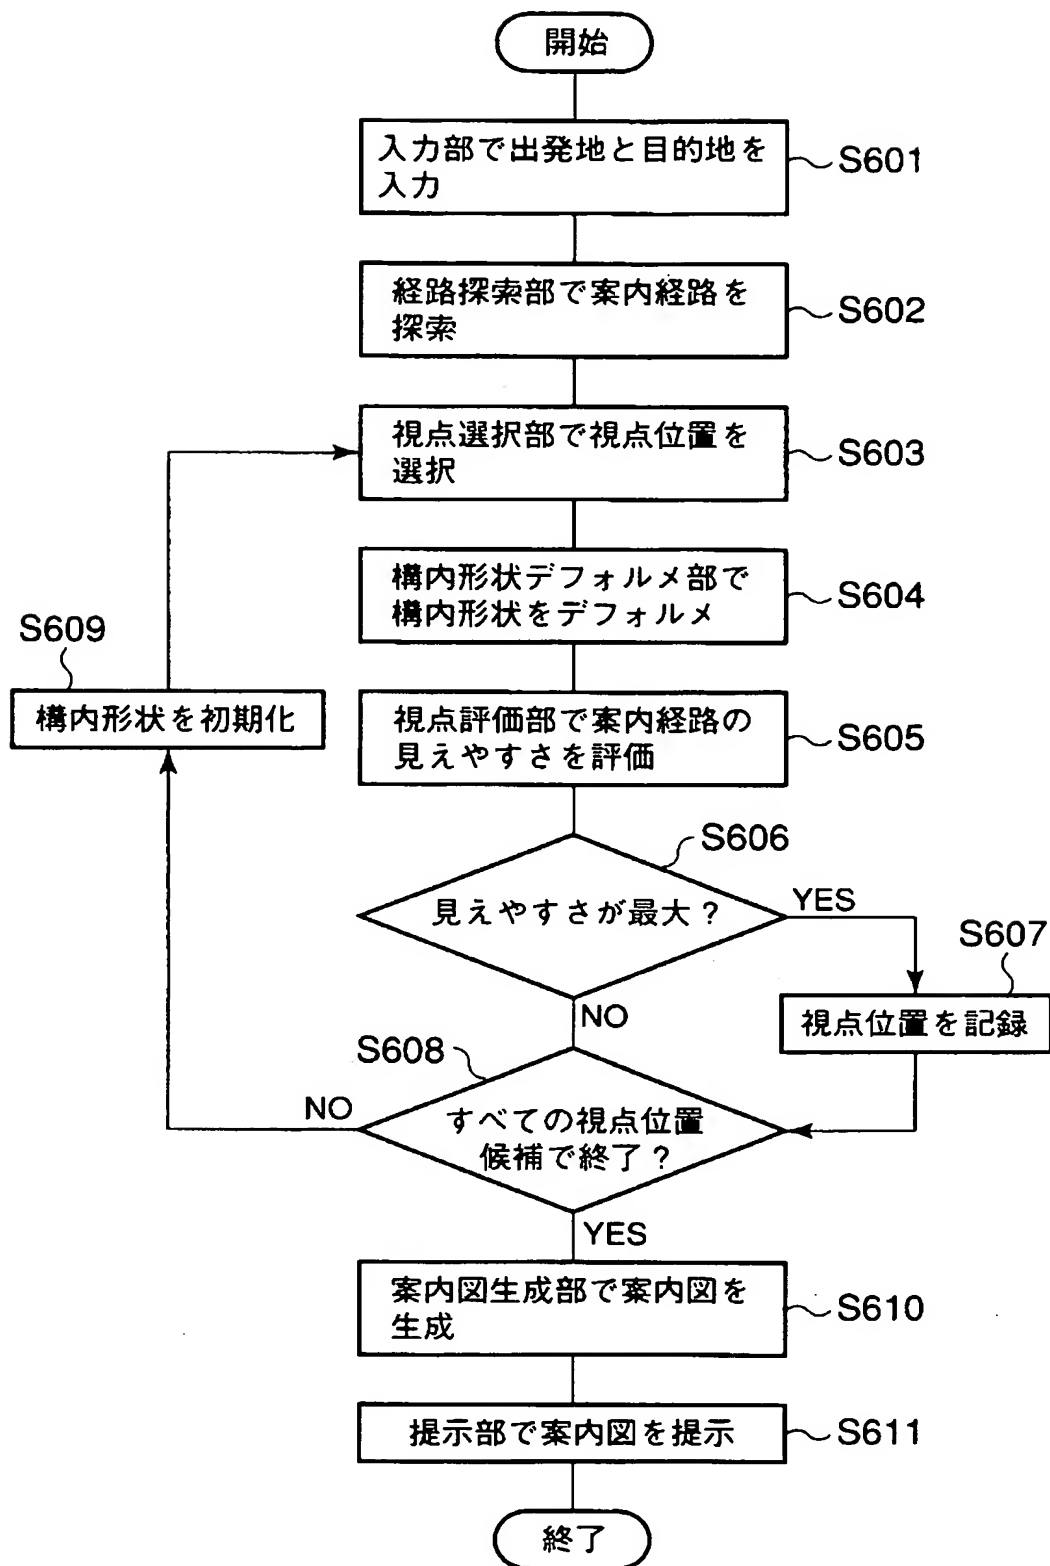 開始
入力部で出発地と目的地を
入力
S601
経路探索部で案内経路を
探索
S602
視点選択部で視点位置を
選択
S603
構内形状デフォルメ部で
構内形状をデフォルメ
S604
S609
構内形状を初期化
視点評価部で案内経路の
見えやすさを評価
S605
S606
見えやすさが最大?
YES
S607
視点位置を記録
NO
S608
すべての視点位置
候補で終了?
NO
YES
案内図生成部で案内図を
生成
S610
提示部で案内図を提示
S611
終了